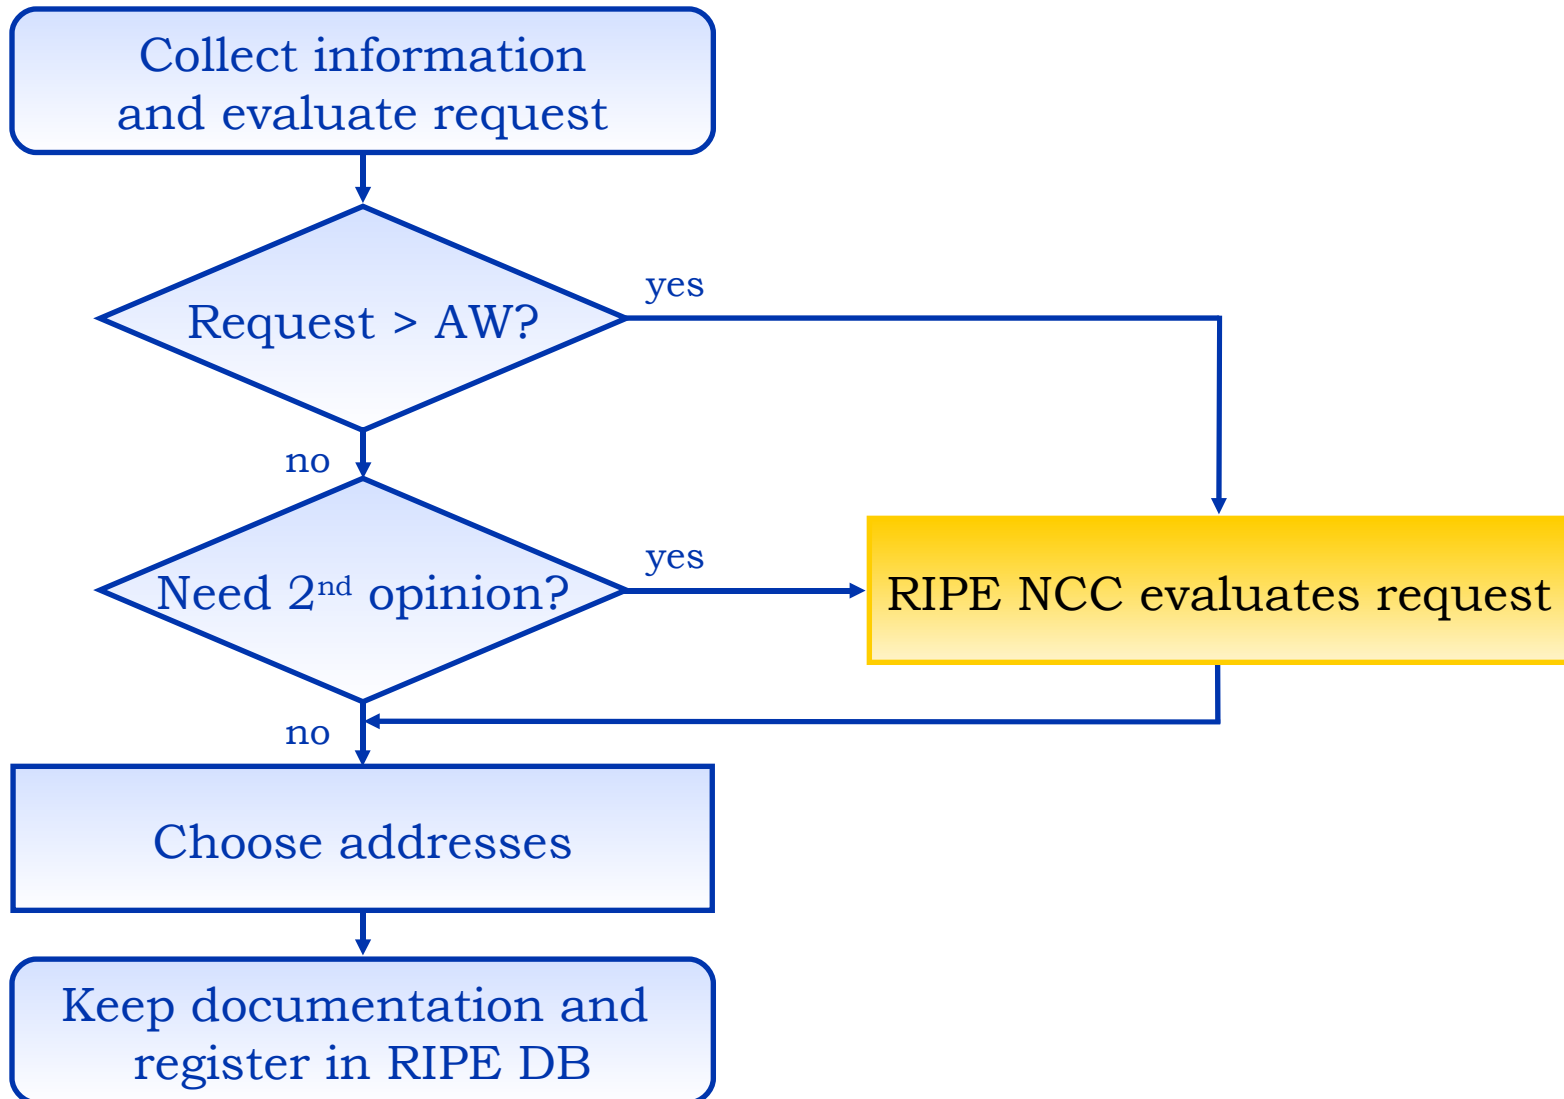 Collect information
and evaluate request
Request > AW?
yes
no
Need 2nd opinion?
yes
RIPE NCC evaluates request
no
Choose addresses
Keep documentation and
register in RIPE DB